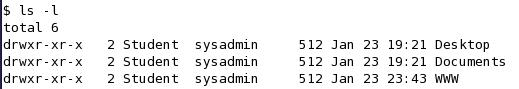 $ ls -l
total 6
drwxr-xr-x   2 Student  sysadmin     512 Jan 23 19:21 Desktop
drwxr-xr-x   2 Student  sysadmin     512 Jan 23 19:21 Documents
drwxr-xr-x   2 Student  sysadmin     512 Jan 23 23:43 WWW